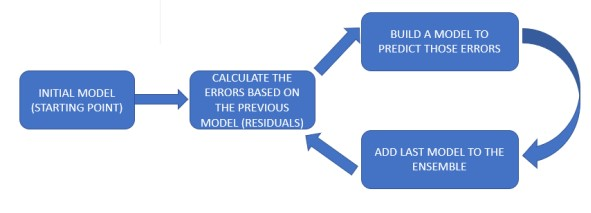 INITIAL MODEL
(STARTING POINT)
CALCULATE THE
ERRORS BASED ON
THE PREVIOUS
MODEL (RESIDUALS)
BUILD A MODEL TO
PREDICT THOSE ERRORS
ADD LAST MODEL TO THE
ENSEMBLE